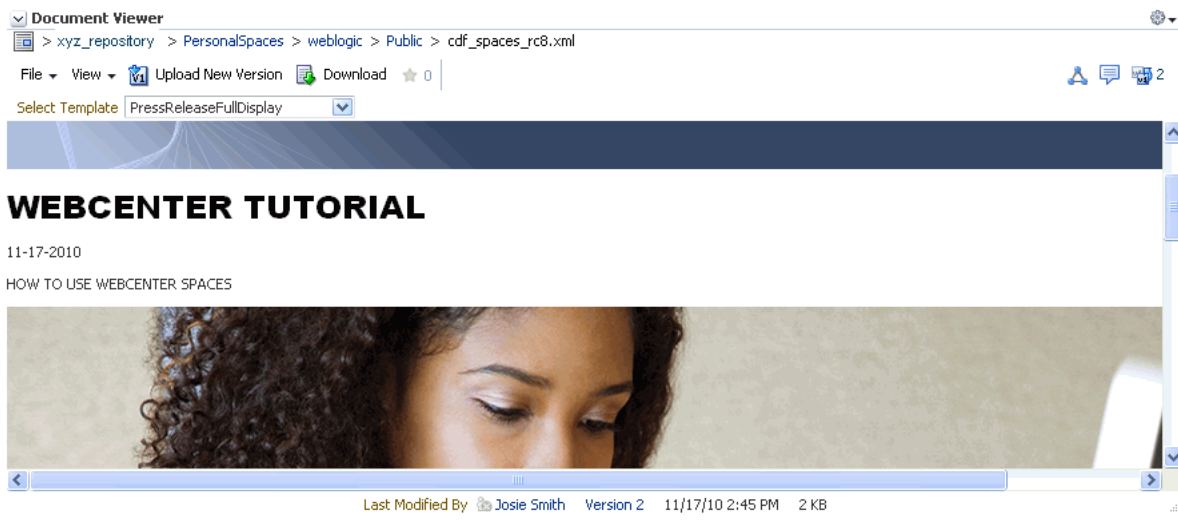 Document Viewer
> xyz_repository > PersonalSpaces > weblogic > Public > cdf_spaces_rc8.xml
File View V1 Upload New Version Download 0 2
Select Template PressReleaseFullDisplay
WEBCENTER TUTORIAL
11-17-2010
HOW TO USE WEBCENTER SPACES
Last Modified By Josie Smith Version 2 11/17/10 2:45 PM 2 KB